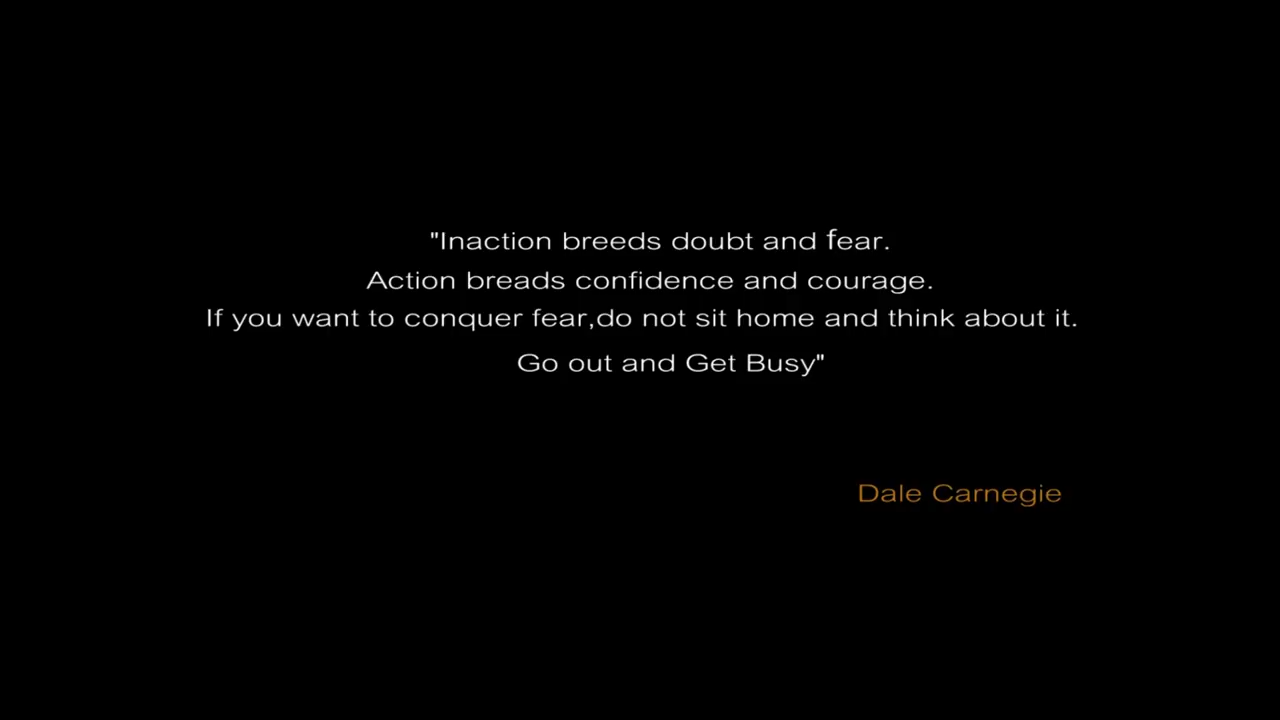 "Inaction breeds doubt and fear.
Action breads confidence and courage.
If you want to conquer fear,do not sit home and think about it.
Go out and Get Busy"
Dale Carnegie